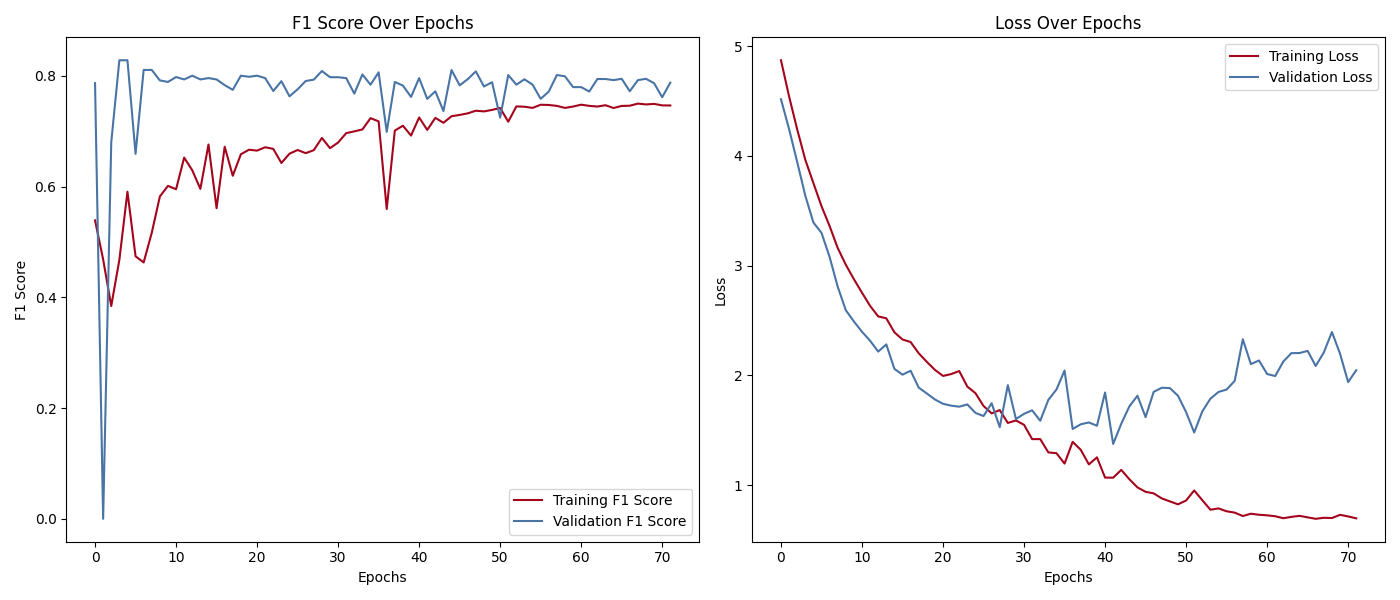 F1 Score Over Epochs
F1 Score
0.8
0.6
0.4
0.2
0.0
Training F1 Score
Validation F1 Score
0 10 20 30 40 50 60 70
Epochs
Loss Over Epochs
Loss
5
4
3
2
1
Training Loss
Validation Loss
0 10 20 30 40 50 60 70
Epochs